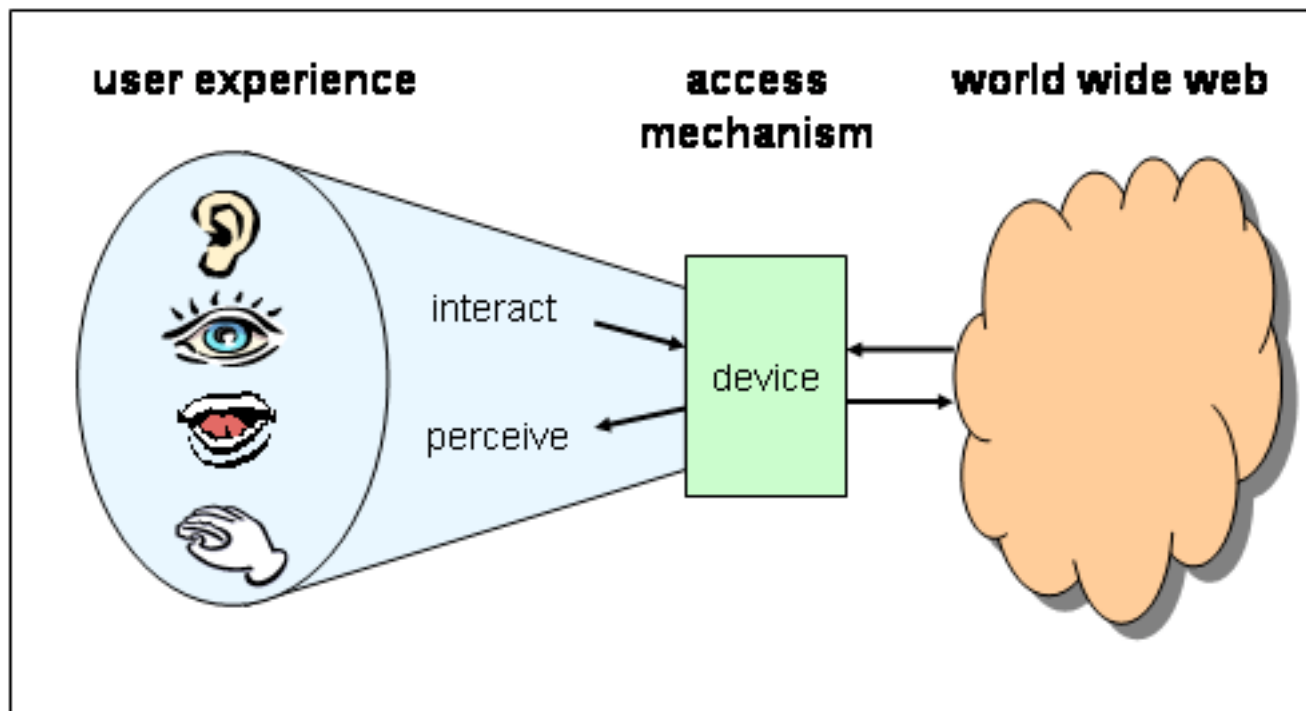 user experience
access
mechanism
world wide web
interact
device
perceive